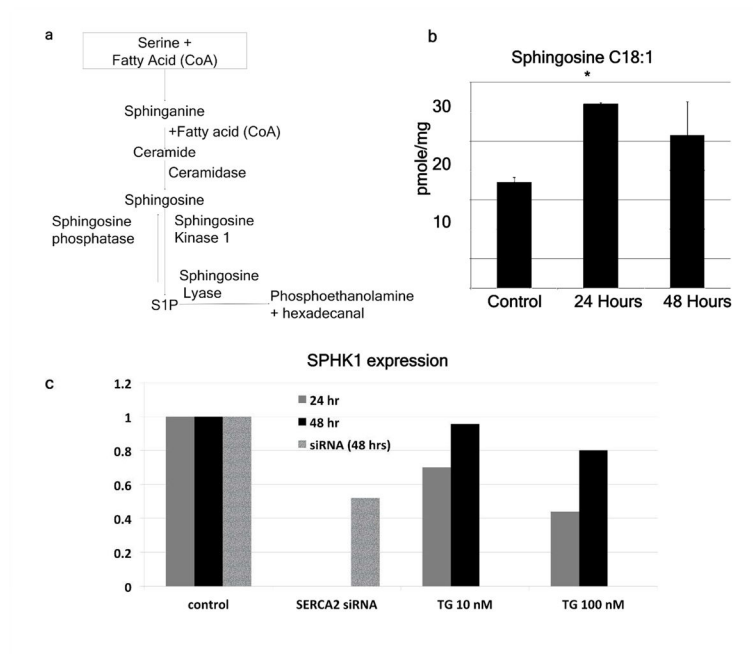 a
Serine +
Fatty Acid (CoA)
Sphinganine
+Fatty acid (CoA)
Ceramide
Ceramidase
Sphingosine
Sphingosine
phosphatase
Sphingosine
Kinase 1
Sphingosine
Lyase
S1P
Phosphoethanolamine
+ hexadecanal
b
Sphingosine C18:1
*
pmole/mg
30
20
10
Control
24 Hours
48 Hours
c
SPHK1 expression
1.2
1
0.8
0.6
0.4
0.2
0
24 hr
48 hr
siRNA (48 hrs)
control
SERCA2 siRNA
TG 10 nM
TG 100 nM